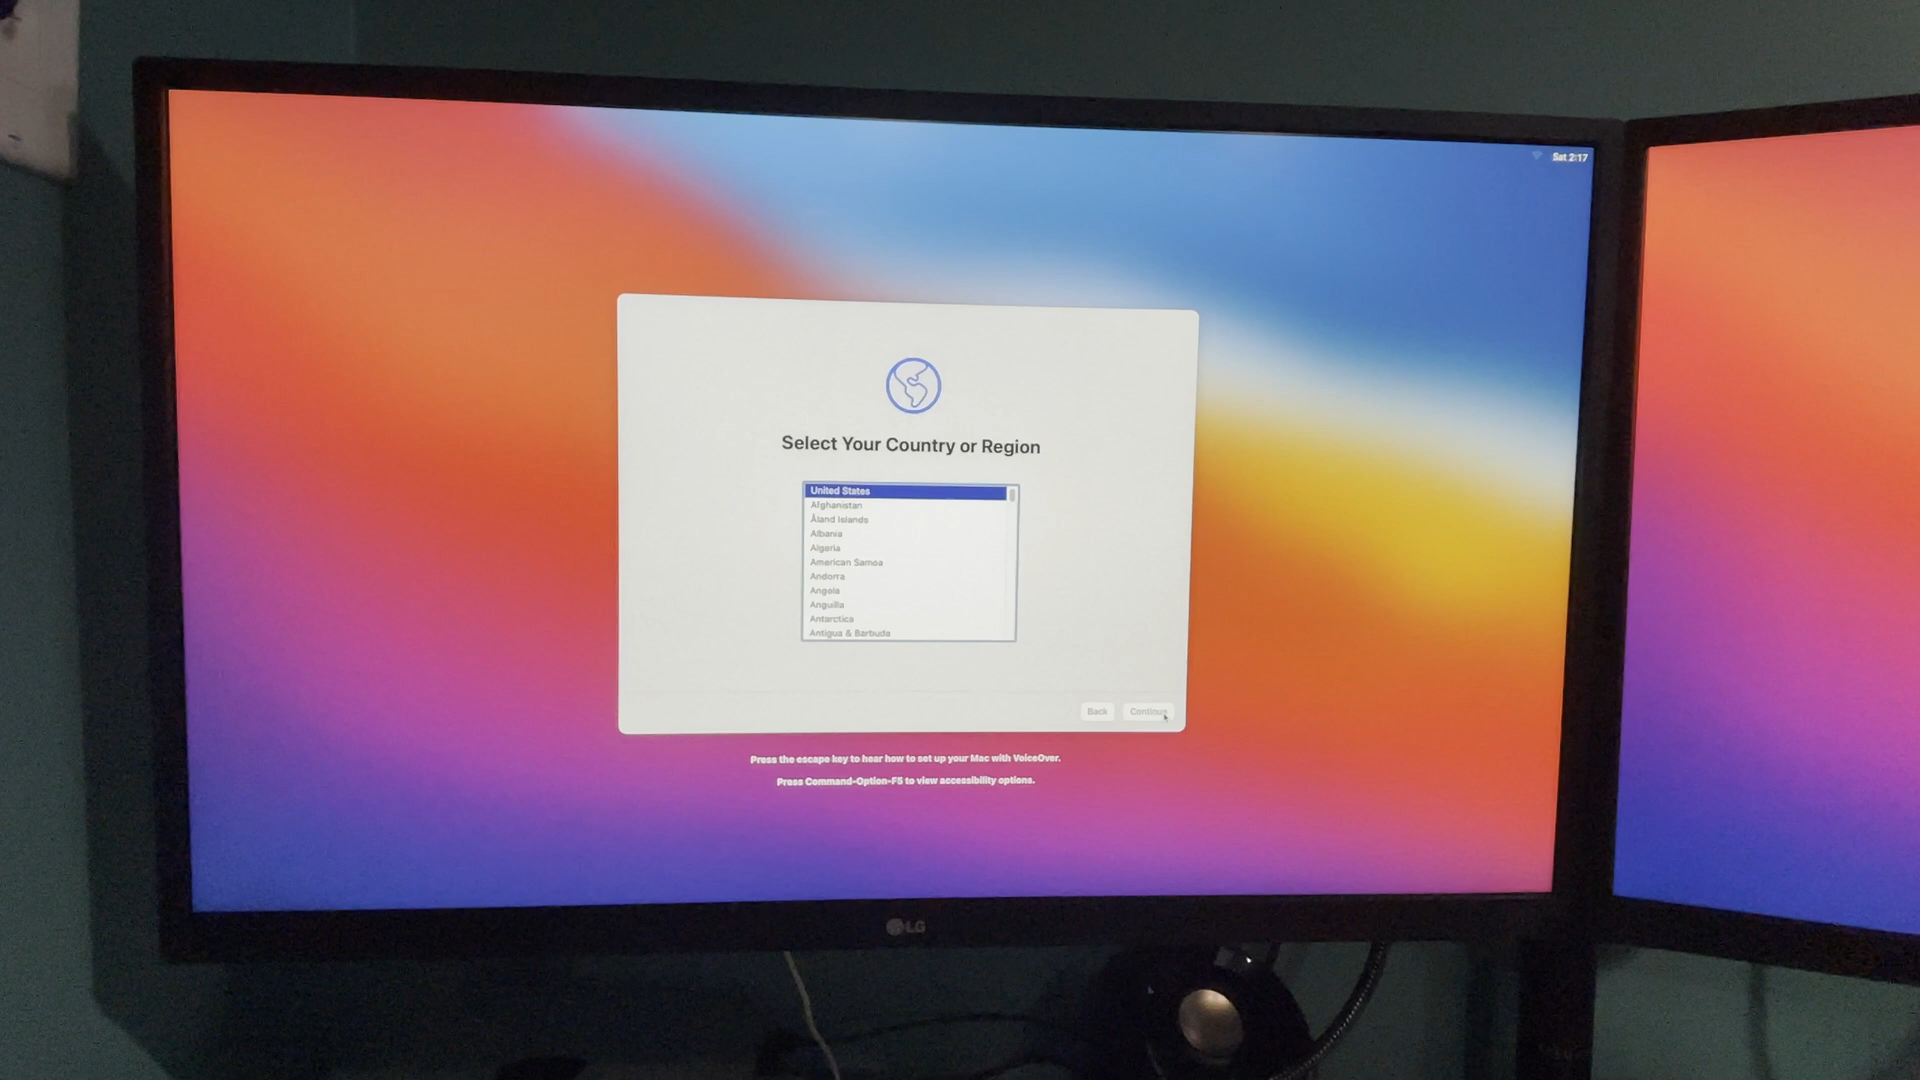 Sat 2:17
Select Your Country or Region
United States
Afghanistan
Åland Islands
Albania
Algeria
American Samoa
Andorra
Angola
Anguilla
Antarctica
Antigua & Barbuda
Back
Continue
Press the escape key to hear how to set up your Mac with VoiceOver.
Press Command-Option-F5 to view accessibility options.
LG